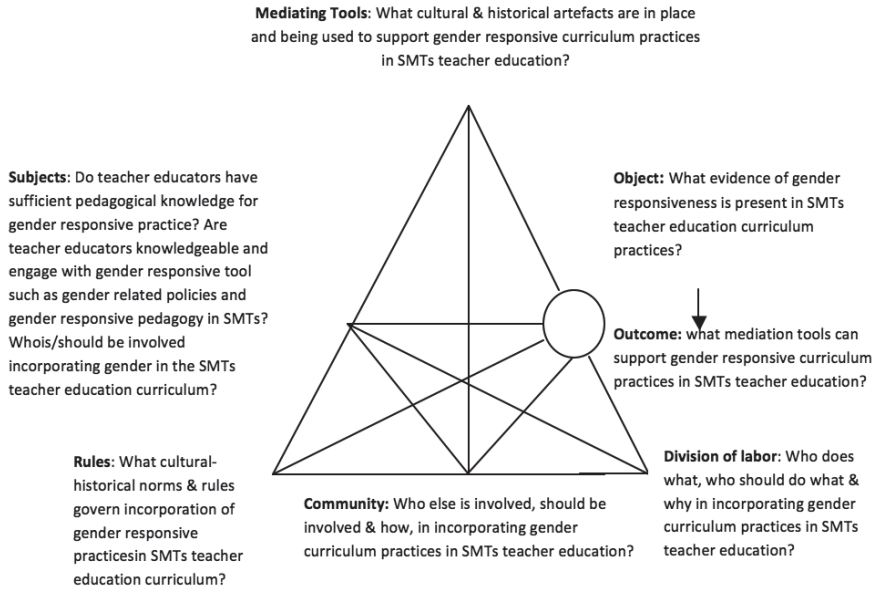 Mediating Tools: What cultural & historical artefacts are in place
and being used to support gender responsive curriculum practices
in SMTs teacher education?
Subjects: Do teacher educators have
sufficient pedagogical knowledge for
gender responsive practice? Are
teacher educators knowledgeable and
engage with gender responsive tool
such as gender related policies and
gender responsive pedagogy in SMTs?
Whois/should be involved
incorporating gender in the SMTs
teacher education curriculum?
Object: What evidence of gender
responsiveness is present in SMTs
teacher education curriculum
practices?
Outcome: what mediation tools can
support gender responsive curriculum
practices in SMTs teacher education?
Rules: What cultural-
historical norms & rules
govern incorporation of
gender responsive
practicesin SMTs teacher
education curriculum?
Community: Who else is involved, should be
involved & how, in incorporating gender
curriculum practices in SMTs teacher education?
Division of labor: Who does
what, who should do what &
why in incorporating gender
curriculum practices in SMTs
teacher education?